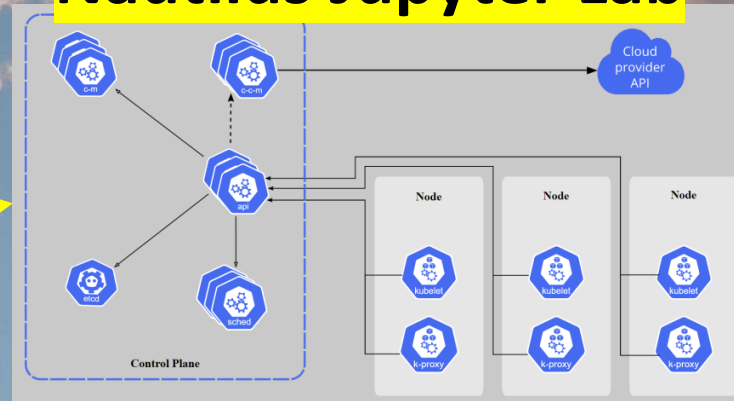 Nautilus Jupyter Lab
c-m
c-c-m
Cloud
provider
API
api
Node
Node
Node
etcd
sched
kubelet
kubelet
kubelet
k-proxy
k-proxy
k-proxy
Control Plane